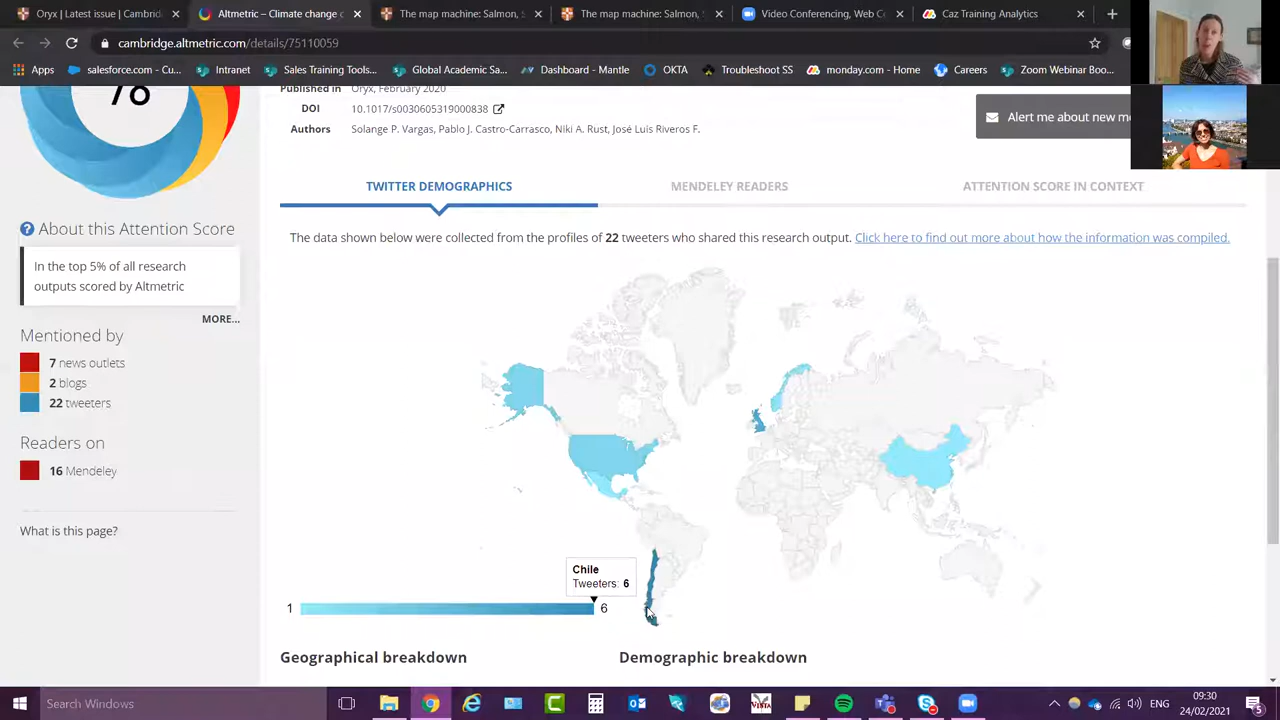 Cambridge Core - Latest issue of
Altmetric – Climate change
The map machine: Salmon,
The map machine: Salmon,
Video Conferencing, Web C
Caz Training Analytics
cambridge.altmetric.com/details/75110059
Apps
salesforce.com - Cu...
Intranet
Sales Training Tool...
Global Academic Sa...
Dashboard - Mantle
OKTA
Troubleshoot SSX
monday.com - Home
Careers
Zoom Webinar Boo...
78
Published in
Oryx, February 2020
DOI
10.1017/s0030605319000838
Authors
Solange P. Vargas, Pablo J. Castro-Carrasco, Niki A. Rust, José Luis Riveros F.
Alert me about new m
TWITTER DEMOGRAPHICS
MENDELEY READERS
ATTENTION SCORE IN CONTEXT
The data shown below were collected from the profiles of 22 tweeters who shared this research output. Click here to find out more about how the information was compiled.
? About this Attention Score
In the top 5% of all research
outputs scored by Altmetric
MORE...
Mentioned by
7 news outlets
2 blogs
22 tweeters
Readers on
16 Mendeley
What is this page?
Chile
Tweeters: 6
1
6
Geographical breakdown
Demographic breakdown
Search Windows
VISTA
09:30
24/02/2021
5